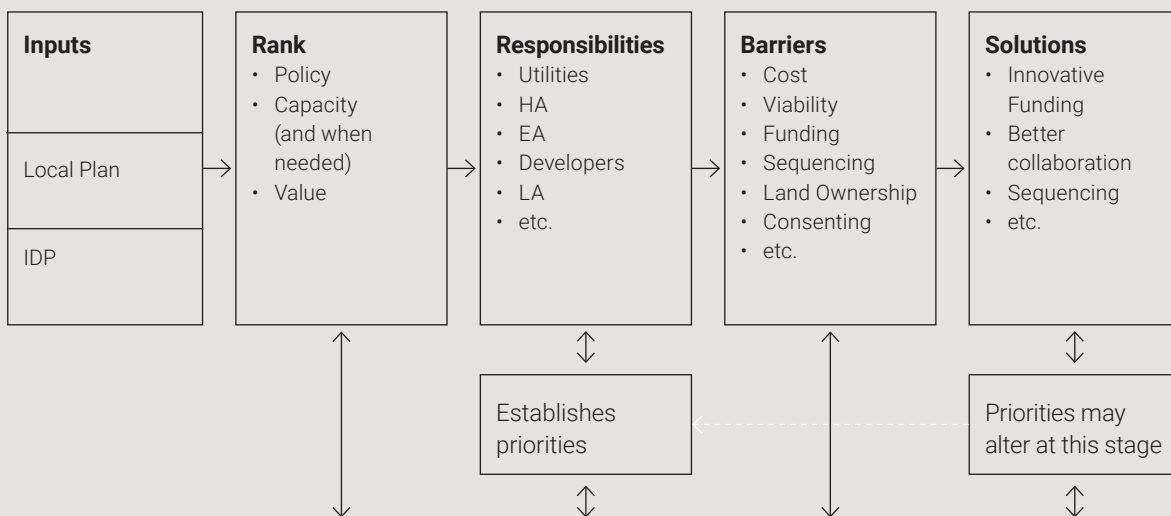 Inputs
Local Plan
IDP
Rank
• Policy
• Capacity
(and when
needed)
• Value
Responsibilities
• Utilities
• HA
• EA
• Developers
• LA
• etc.
Barriers
• Cost
• Viability
• Funding
• Sequencing
• Land Ownership
• Consenting
• etc.
Solutions
• Innovative
Funding
• Better
collaboration
• Sequencing
• etc.
Establishes
priorities
Priorities may
alter at this stage